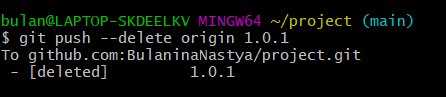 bulan@LAPTOP-SKDEELKV MINGW64 ~/project (main)
$ git push --delete origin 1.0.1
To github.com:BulaninaNastya/project.git
 - [deleted]         1.0.1